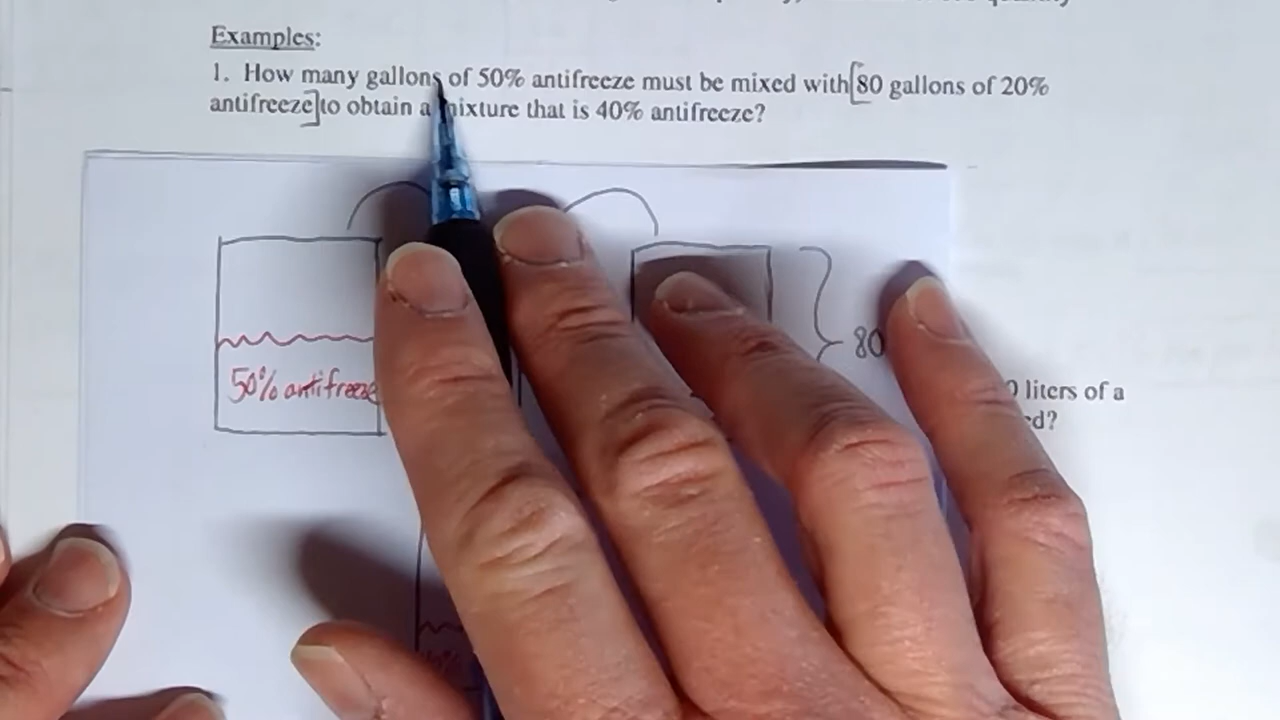 Examples:
1. How many gallons of 50% antifreeze must be mixed with [80 gallons of 20%
antifreeze] to obtain a mixture that is 40% antifreeze?
80
50% antifreeze
liters of a